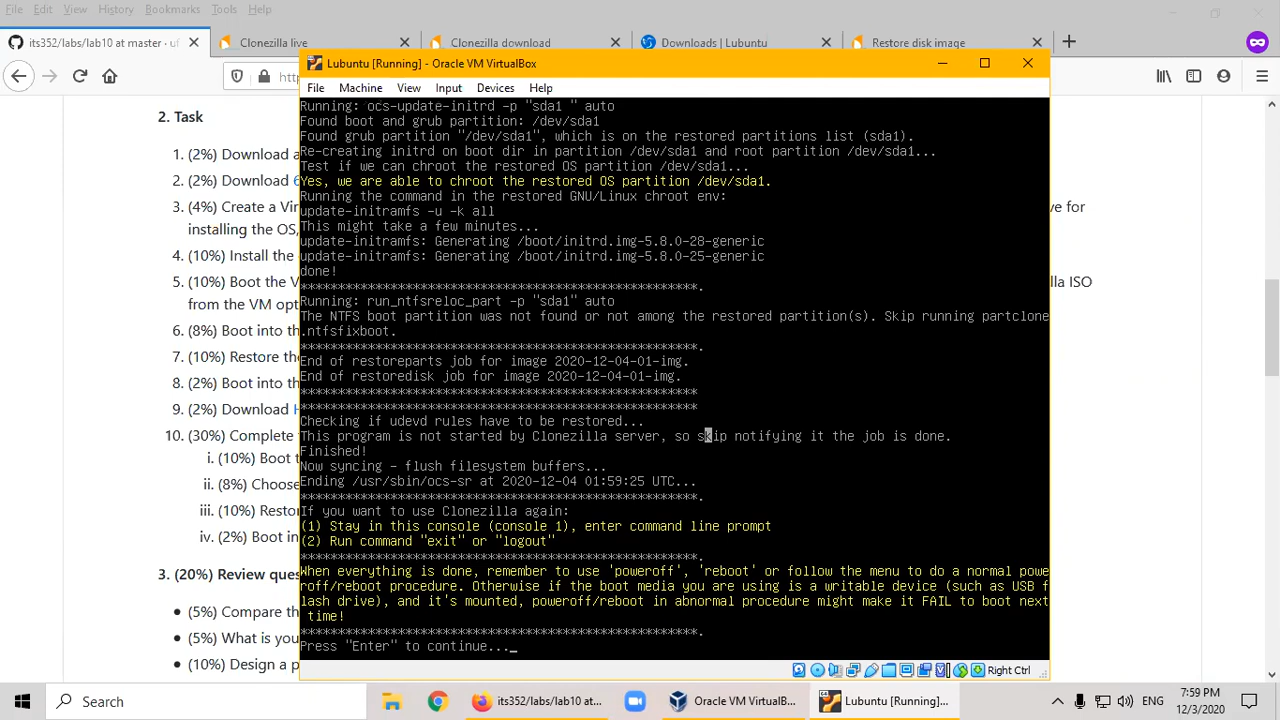 File Edit View History Bookmarks Tools Help
its352/labs/lab10 at master · uf
Clonezilla live
Clonezilla download
Downloads | Lubuntu
Restore disk image
Lubuntu [Running] - Oracle VM VirtualBox
File Machine View Input Devices Help
2. Task
1. (2%) Download a
2. (2%) Download 6
3. (4%) Create a Vir
ive for
installing the OS,
4. (10%) Install the
5. (10%) Boot the V
illa ISO
from the VM opt
6. (8%) Boot into the
7. (10%) Restore the
8. (2%) Boot into the
9. (2%) Download
10. (30%) Complete
i. (10%) Boot
ii. (8%) Choos
iii. (10%) Resto
iv. (2%) Boot in
3. (20%) Review ques
(5%) Compare th
(5%) What is you
(10%) Design a p
Running: ocs-update-initrd -p "sda1 " auto
Found boot and grub partition: /dev/sda1
Found grub partition "/dev/sda1", which is on the restored partitions list (sda1).
Re-creating initrd on boot dir in partition /dev/sda1 and root partition /dev/sda1...
Test if we can chroot the restored OS partition /dev/sda1...
Yes, we are able to chroot the restored OS partition /dev/sda1.
Running the command in the restored GNU/Linux chroot env:
update-initramfs -u -k all
This might take a few minutes...
update-initramfs: Generating /boot/initrd.img-5.8.0-28-generic
update-initramfs: Generating /boot/initrd.img-5.8.0-25-generic
done!
*****************************************************.
Running: run_ntfsreloc_part -p "sda1" auto
The NTFS boot partition was not found or not among the restored partition(s). Skip running partclone
.ntfsfixboot.
*****************************************************.
End of restoreparts job for image 2020-12-04-01-img.
End of restoredisk job for image 2020-12-04-01-img.
*****************************************************
*****************************************************
Checking if udevd rules have to be restored...
This program is not started by Clonezilla server, so skip notifying it the job is done.
Finished!
Now syncing - flush filesystem buffers...
Ending /usr/sbin/ocs-sr at 2020-12-04 01:59:25 UTC...
*****************************************************.
If you want to use Clonezilla again:
(1) Stay in this console (console 1), enter command line prompt
(2) Run command "exit" or "logout"
*****************************************************.
When everything is done, remember to use 'poweroff', 'reboot' or follow the menu to do a normal powe
roff/reboot procedure. Otherwise if the boot media you are using is a writable device (such as USB f
lash drive), and it's mounted, poweroff/reboot in abnormal procedure might make it FAIL to boot next
time!
*****************************************************.
Press "Enter" to continue..._
Right Ctrl
Search
its352/labs/lab10 at...
Oracle VM VirtualB...
Lubuntu [Running]...
7:59 PM
12/3/2020